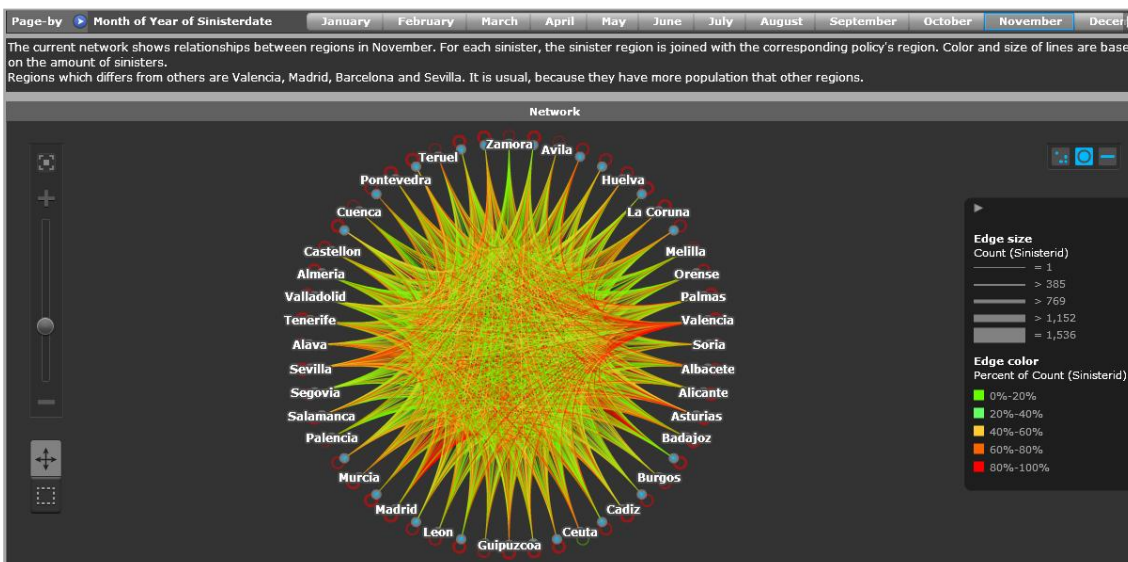 Page-by Month of Year of Sinisterdate January February March April May June July August September October November Decem
The current network shows relationships between regions in November. For each sinister, the sinister region is joined with the corresponding policy's region. Color and size of lines are base
on the amount of sinisters.
Regions which differs from others are Valencia, Madrid, Barcelona and Sevilla. It is usual, because they have more population that other regions.
Network
Zamora
Avila
Teruel
Huelva
Pontevedra
La Coruna
Cuenca
Melilla
Castellon
Orense
Almeria
Palmas
Valladolid
Valencia
Tenerife
Soria
Alava
Albacete
Sevilla
Alicante
Segovia
Asturias
Salamanca
Badajoz
Palencia
Burgos
Murcia
Cadiz
Madrid
Ceuta
Leon
Guipuzcoa
Edge size
Count (Sinisterid)
= 1
> 385
> 769
> 1,152
= 1,536
Edge color
Percent of Count (Sinisterid)
0%-20%
20%-40%
40%-60%
60%-80%
80%-100%